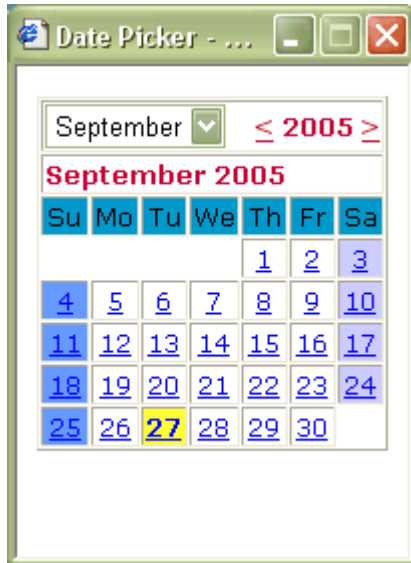 Date Picker - ...
September < 2005 >
September 2005
Su Mo Tu We Th Fr Sa
1 2 3
4 5 6 7 8 9 10
11 12 13 14 15 16 17
18 19 20 21 22 23 24
25 26 27 28 29 30